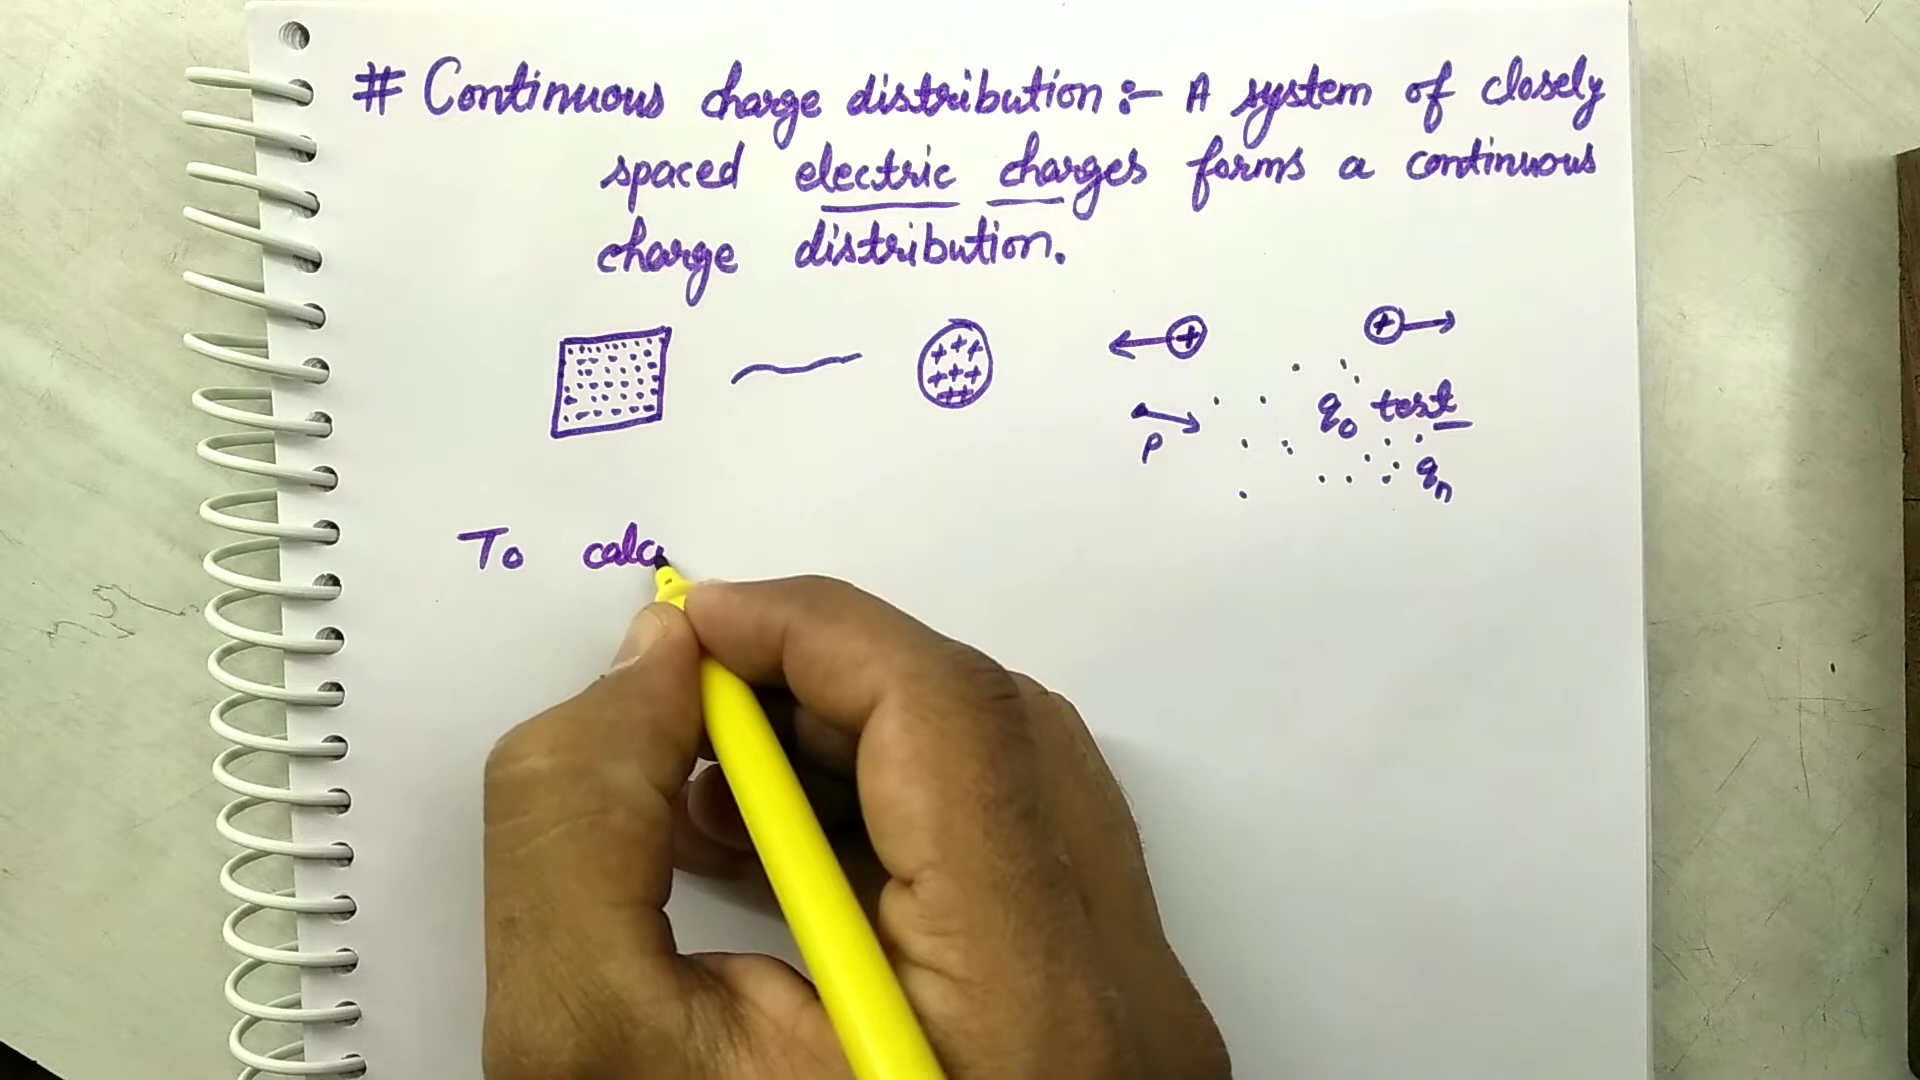 # Continuous charge distribution :- A system of closely
spaced electric charges forms a continuous
charge distribution.
+ +
+++
+++
++
q₀ test
P
qₙ
To calc